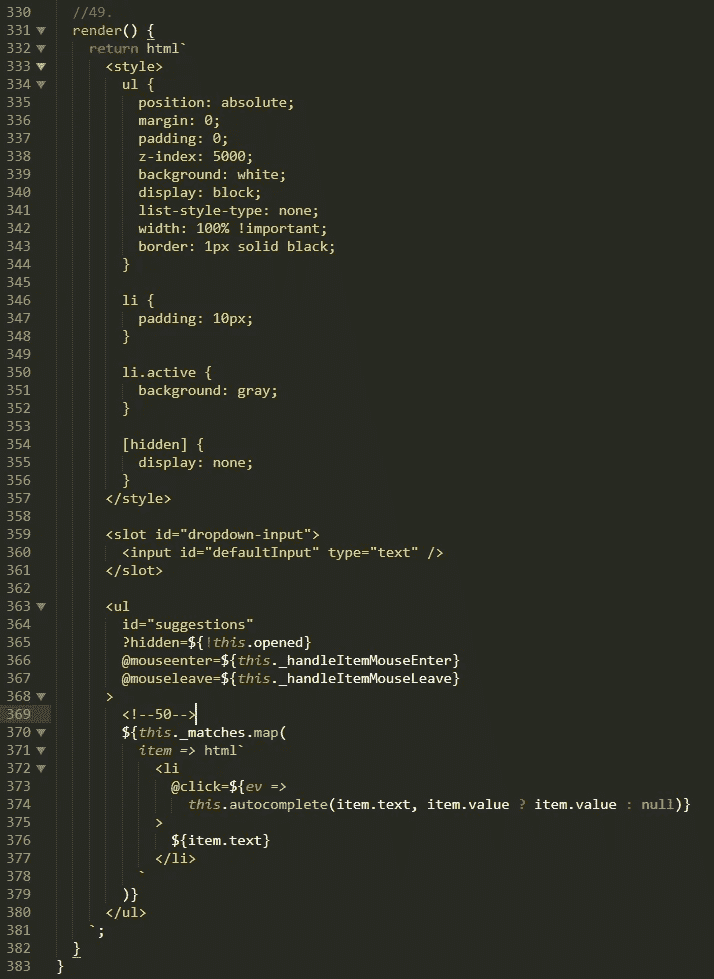 330 //49.
331 render() {
332 return html`
333 <style>
334 ul {
335 position: absolute;
336 margin: 0;
337 padding: 0;
338 z-index: 5000;
339 background: white;
340 display: block;
341 list-style-type: none;
342 width: 100% !important;
343 border: 1px solid black;
344 }
345
346 li {
347 padding: 10px;
348 }
349
350 li.active {
351 background: gray;
352 }
353
354 [hidden] {
355 display: none;
356 }
357 </style>
358
359 <slot id="dropdown-input">
360 <input id="defaultInput" type="text" />
361 </slot>
362
363 <ul
364 id="suggestions"
365 ?hidden=${!this.opened}
366 @mouseenter=${this._handleItemMouseEnter}
367 @mouseleave=${this._handleItemMouseLeave}
368 >
369 <!--50-->
370 ${this._matches.map(
371 item => html`
372 <li
373 @click=${ev =>
374 this.autocomplete(item.text, item.value ? item.value : null)}
375 >
376 ${item.text}
377 </li>
378 `
379 )}
380 </ul>
381 `;
382 }
383 }